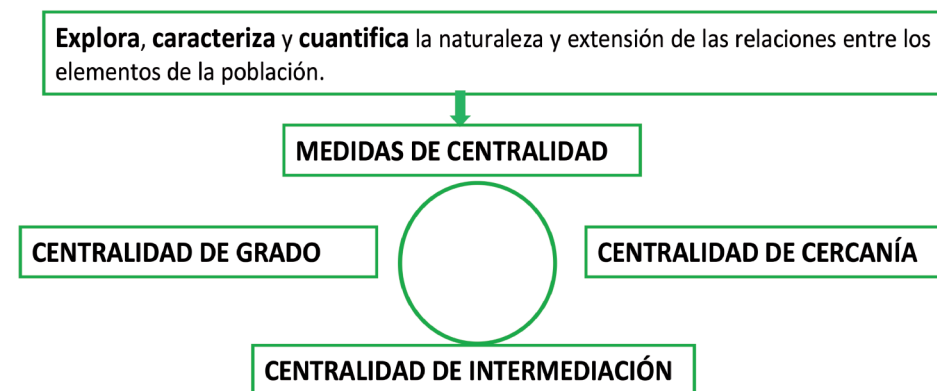 Explora, caracteriza y cuantifica la naturaleza y extensión de las relaciones entre los
elementos de la población.
MEDIDAS DE CENTRALIDAD
CENTRALIDAD DE GRADO
CENTRALIDAD DE CERCANÍA
CENTRALIDAD DE INTERMEDIACIÓN